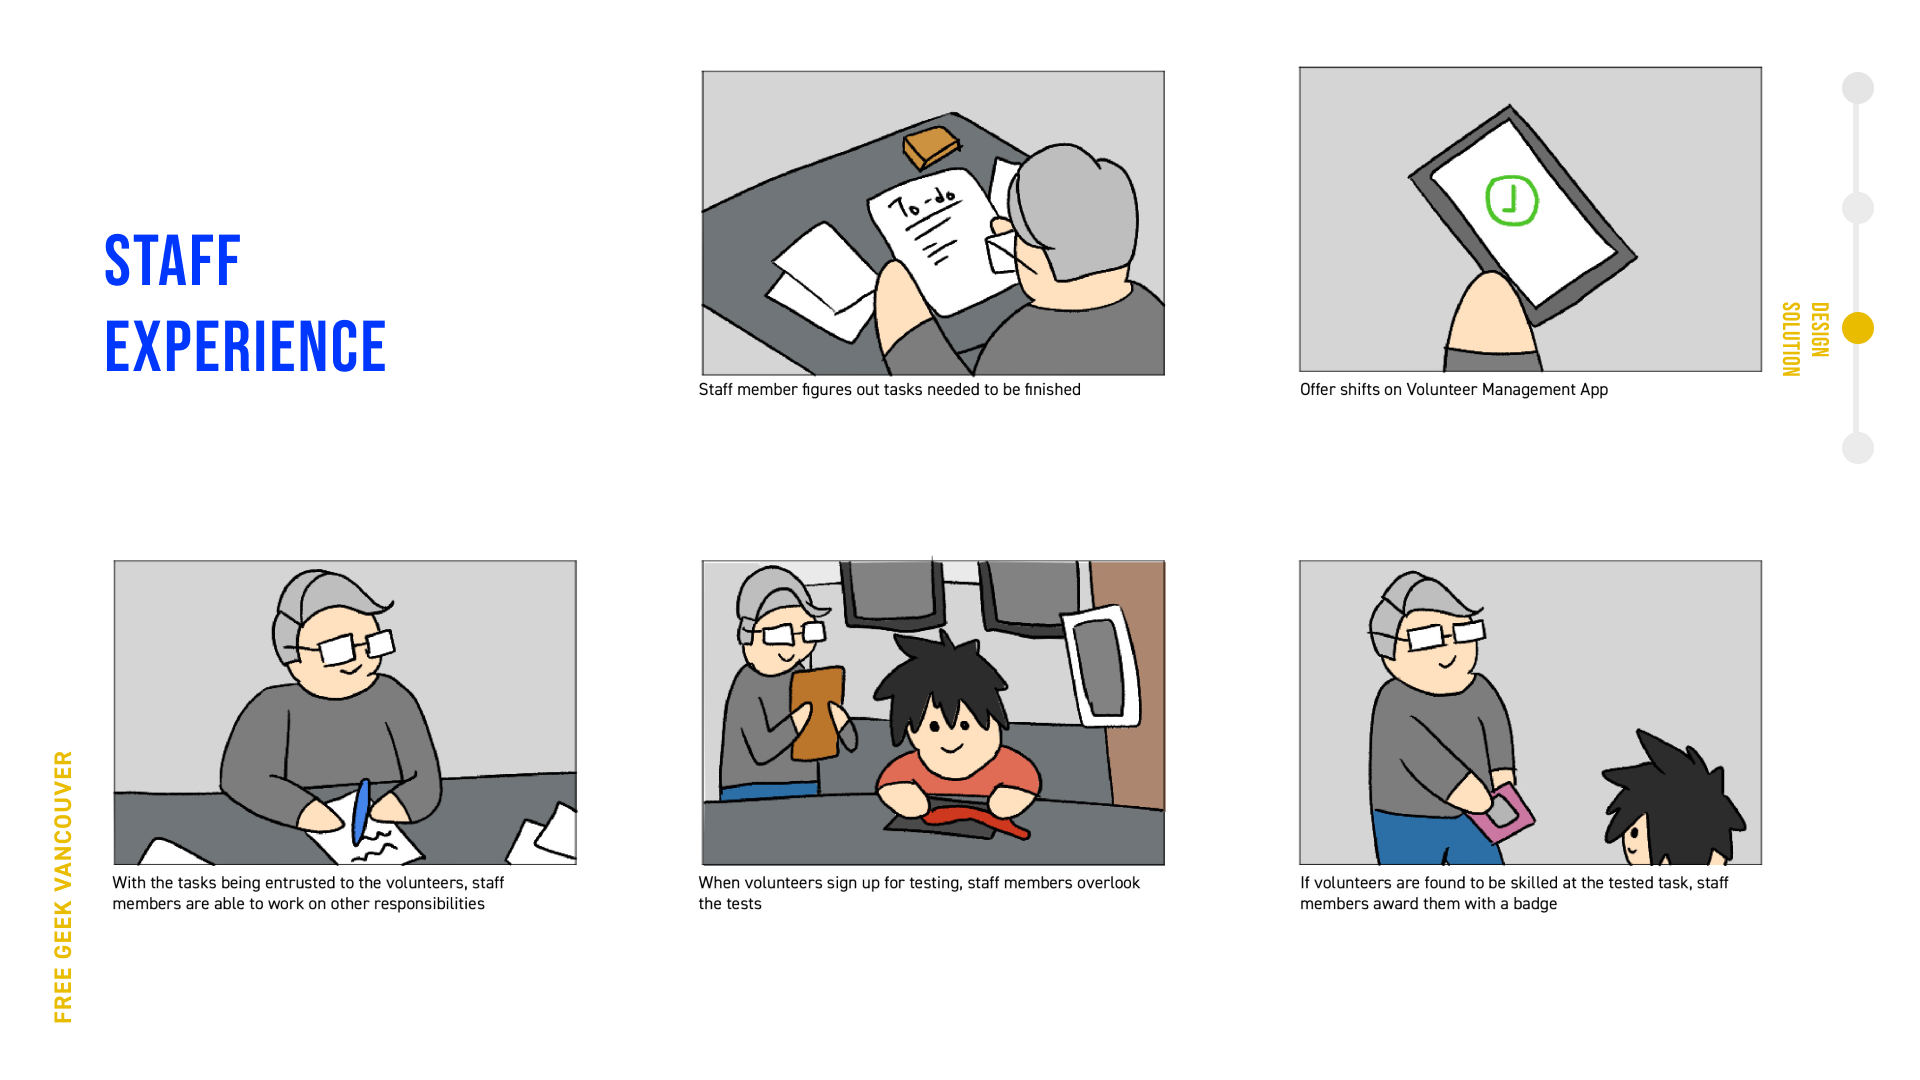 STAFF
EXPERIENCE
To-do
Staff member figures out tasks needed to be finished
Offer shifts on Volunteer Management App
DESIGN
SOLUTION
With the tasks being entrusted to the volunteers, staff
members are able to work on other responsibilities
When volunteers sign up for testing, staff members overlook
the tests
If volunteers are found to be skilled at the tested task, staff
members award them with a badge
FREE GEEK VANCOUVER